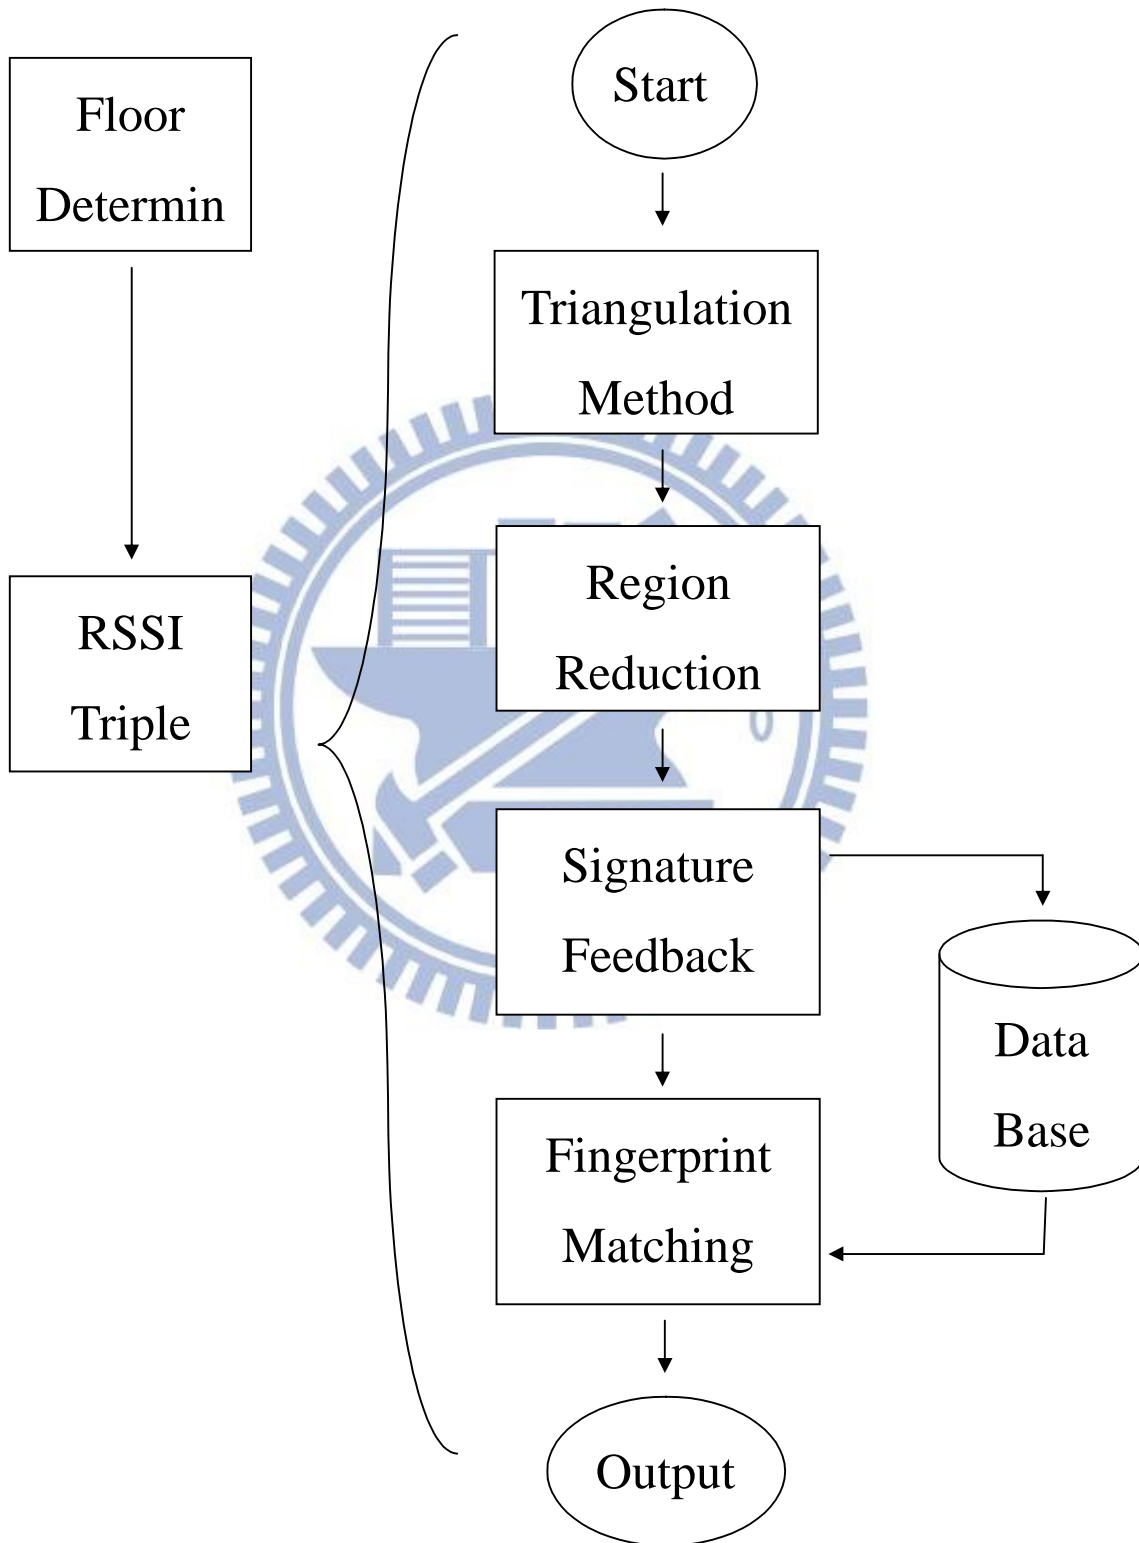 Floor
Determin
RSSI
Triple
Start
Triangulation
Method
Region
Reduction
Signature
Feedback
Data
Base
Fingerprint
Matching
Output